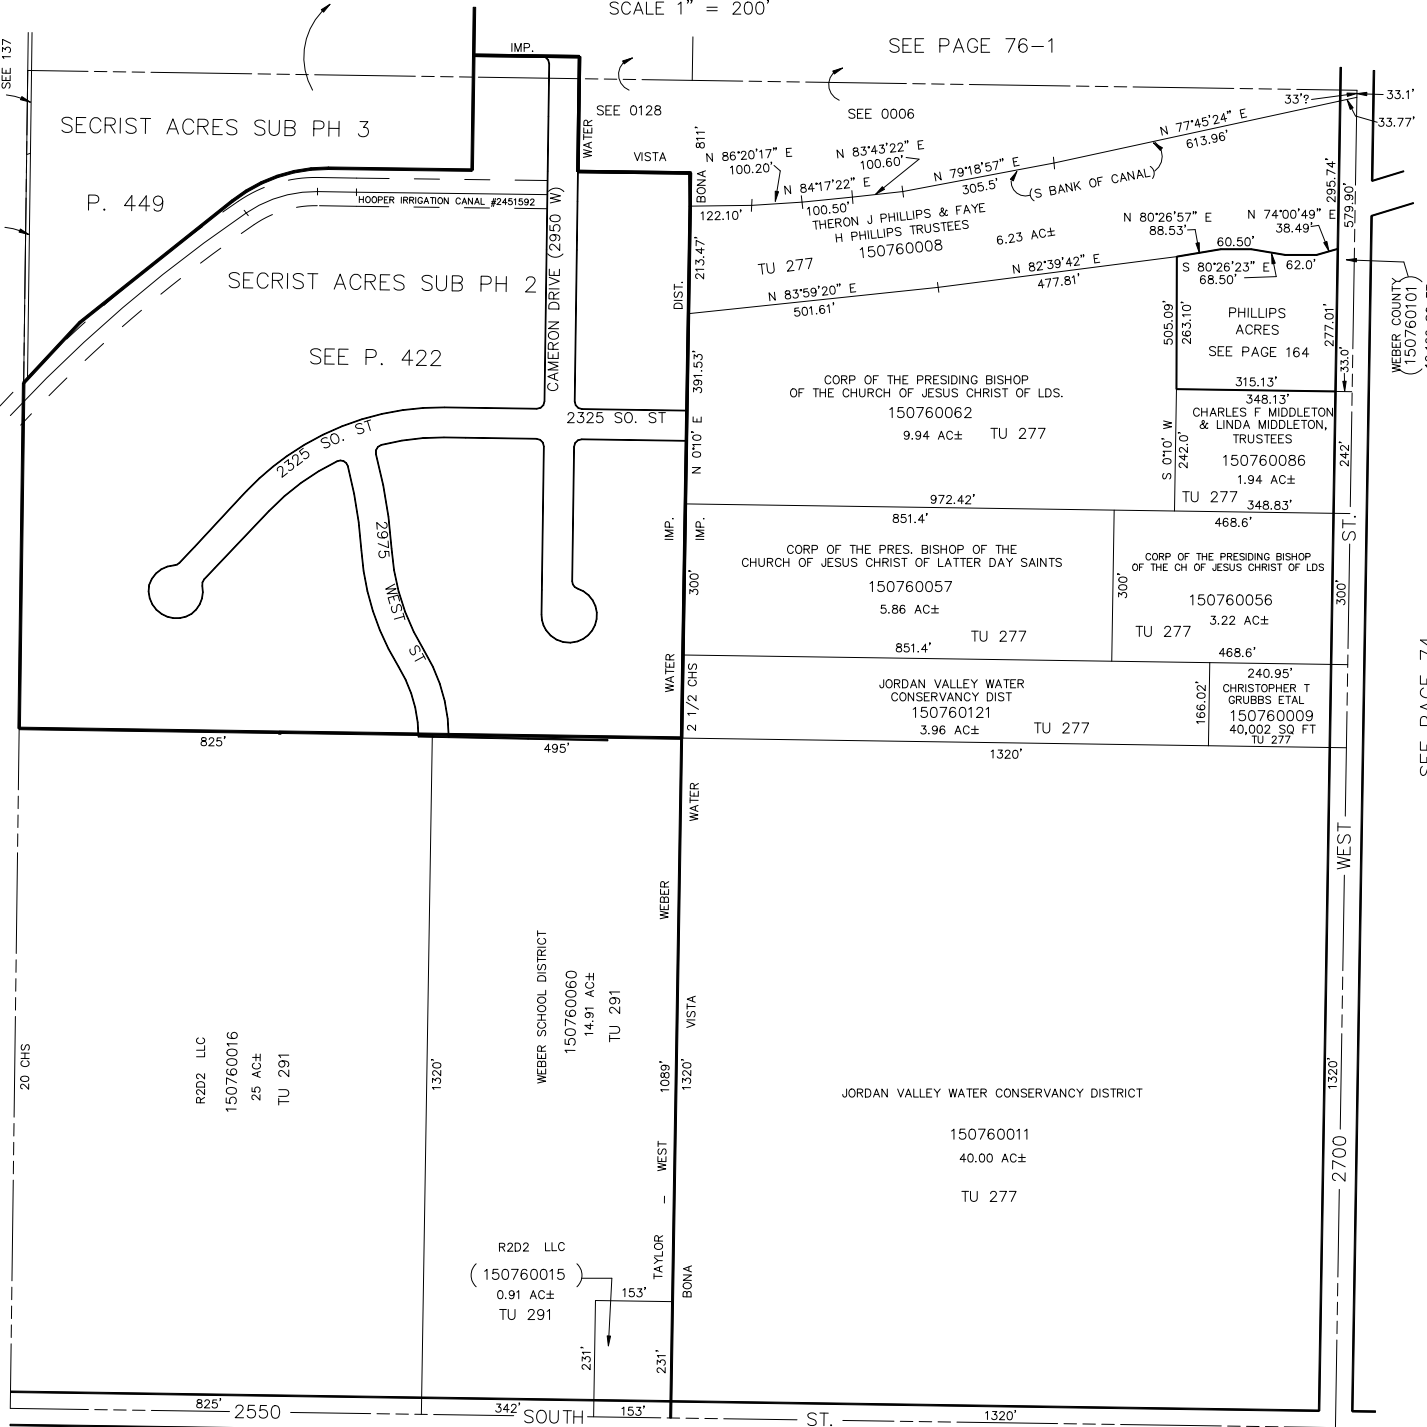 SCALE 1" = 200'
SEE PAGE 76-1
SEE 137
IMP.
SEE 0128
SEE 0006
WATER
VISTA
811'
BONA
33'?
33.1'
33.77'
SECRIST ACRES SUB PH 3
P. 449
HOOPER IRRIGATION CANAL #2451592
SECRIST ACRES SUB PH 2
SEE P. 422
CAMERON DRIVE (2950 W)
N 86°20'17" E
100.20'
N 83°43'22" E
100.60'
N 84°17'22" E
100.50'
122.10'
N 79°18'57" E
305.5'
N 77°45'24" E
613.96'
(S BANK OF CANAL)
THERON J PHILLIPS & FAYE
H PHILLIPS TRUSTEES
150760008
6.23 AC±
TU 277
213.47'
DIST.
295.74'
579.90'
N 80°26'57" E
88.53'
N 74°00'49" E
38.49'
60.50'
62.0'
S 80°26'23" E
68.50'
N 82°39'42" E
477.81'
N 83°59'20" E
501.61'
505.09'
263.10'
PHILLIPS
ACRES
SEE PAGE 164
277.01'
33.0'
315.13'
WEBER COUNTY
(150760101)
391.53'
N 0°10' E
CORP OF THE PRESIDING BISHOP
OF THE CHURCH OF JESUS CHRIST OF LDS.
150760062
9.94 AC±
TU 277
972.42'
S 0°10' W
242.0'
348.13'
CHARLES F MIDDLETON
& LINDA MIDDLETON,
TRUSTEES
150760086
1.94 AC±
TU 277
348.83'
242'
2325 SO. ST
2325 SO. ST
2975 WEST ST
IMP.
IMP.
WATER
851.4'
CORP OF THE PRES. BISHOP OF THE
CHURCH OF JESUS CHRIST OF LATTER DAY SAINTS
150760057
5.86 AC±
TU 277
851.4'
300'
468.6'
CORP OF THE PRESIDING BISHOP
OF THE CH OF JESUS CHRIST OF LDS
150760056
3.22 AC±
TU 277
468.6'
300'
300'
ST.
2 1/2 CHS
JORDAN VALLEY WATER
CONSERVANCY DIST
150760121
3.96 AC±
TU 277
1320'
166.02'
240.95'
CHRISTOPHER T
GRUBBS ETAL
150760009
40,002 SQ FT
TU 277
825'
495'
20 CHS
R2D2 LLC
150760016
25 AC±
TU 291
1320'
WEBER SCHOOL DISTRICT
150760060
14.91 AC±
TU 291
WEBER
1089'
WEST
-
TAYLOR
WATER
VISTA
1320'
BONA
JORDAN VALLEY WATER CONSERVANCY DISTRICT
150760011
40.00 AC±
TU 277
1320'
WEST
2700
R2D2 LLC
(150760015)
0.91 AC±
TU 291
153'
231'
231'
825'
2550
342'
SOUTH
153'
ST.
1320'